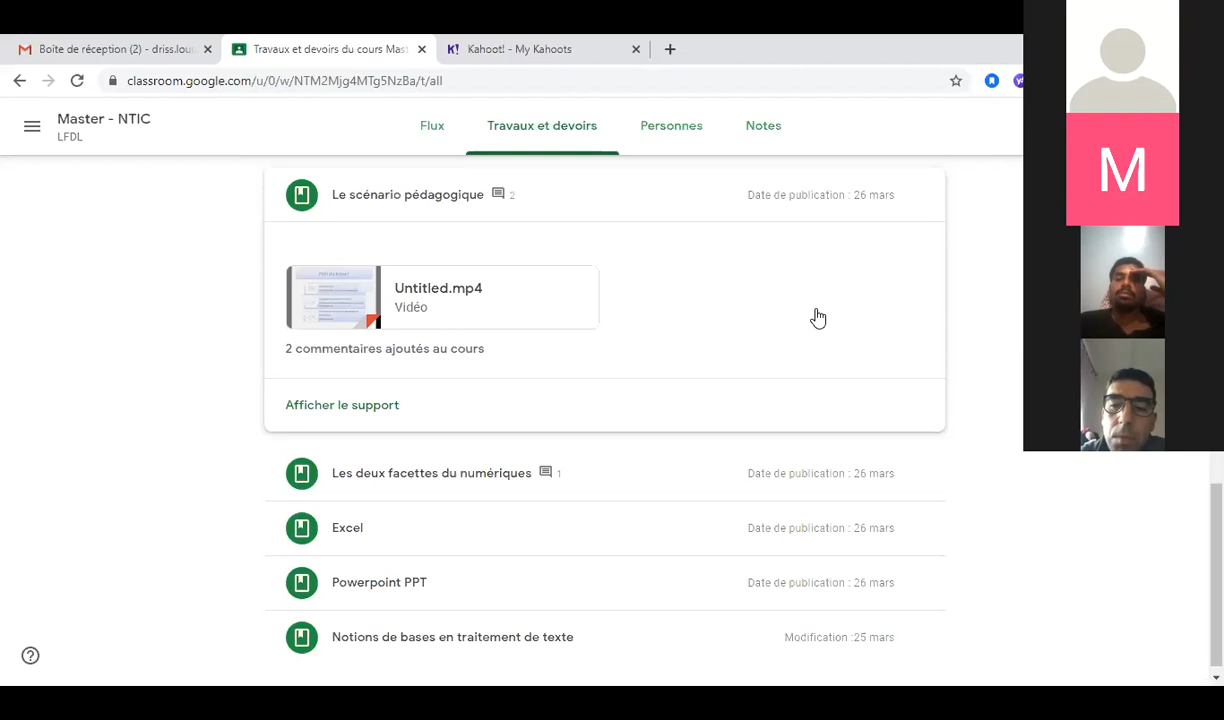 Boîte de réception (2) - driss.lou
Travaux et devoirs du cours Mas
Kahoot! - My Kahoots
classroom.google.com/u/0/w/NTM2Mjg4MTg5NzBa/t/all
Master - NTIC
LFDL
Flux
Travaux et devoirs
Personnes
Notes
Le scénario pédagogique 2
Date de publication : 26 mars
Untitled.mp4
Vidéo
2 commentaires ajoutés au cours
Afficher le support
Les deux facettes du numériques 1
Date de publication : 26 mars
Excel
Date de publication : 26 mars
Powerpoint PPT
Date de publication : 26 mars
Notions de bases en traitement de texte
Modification :25 mars
M